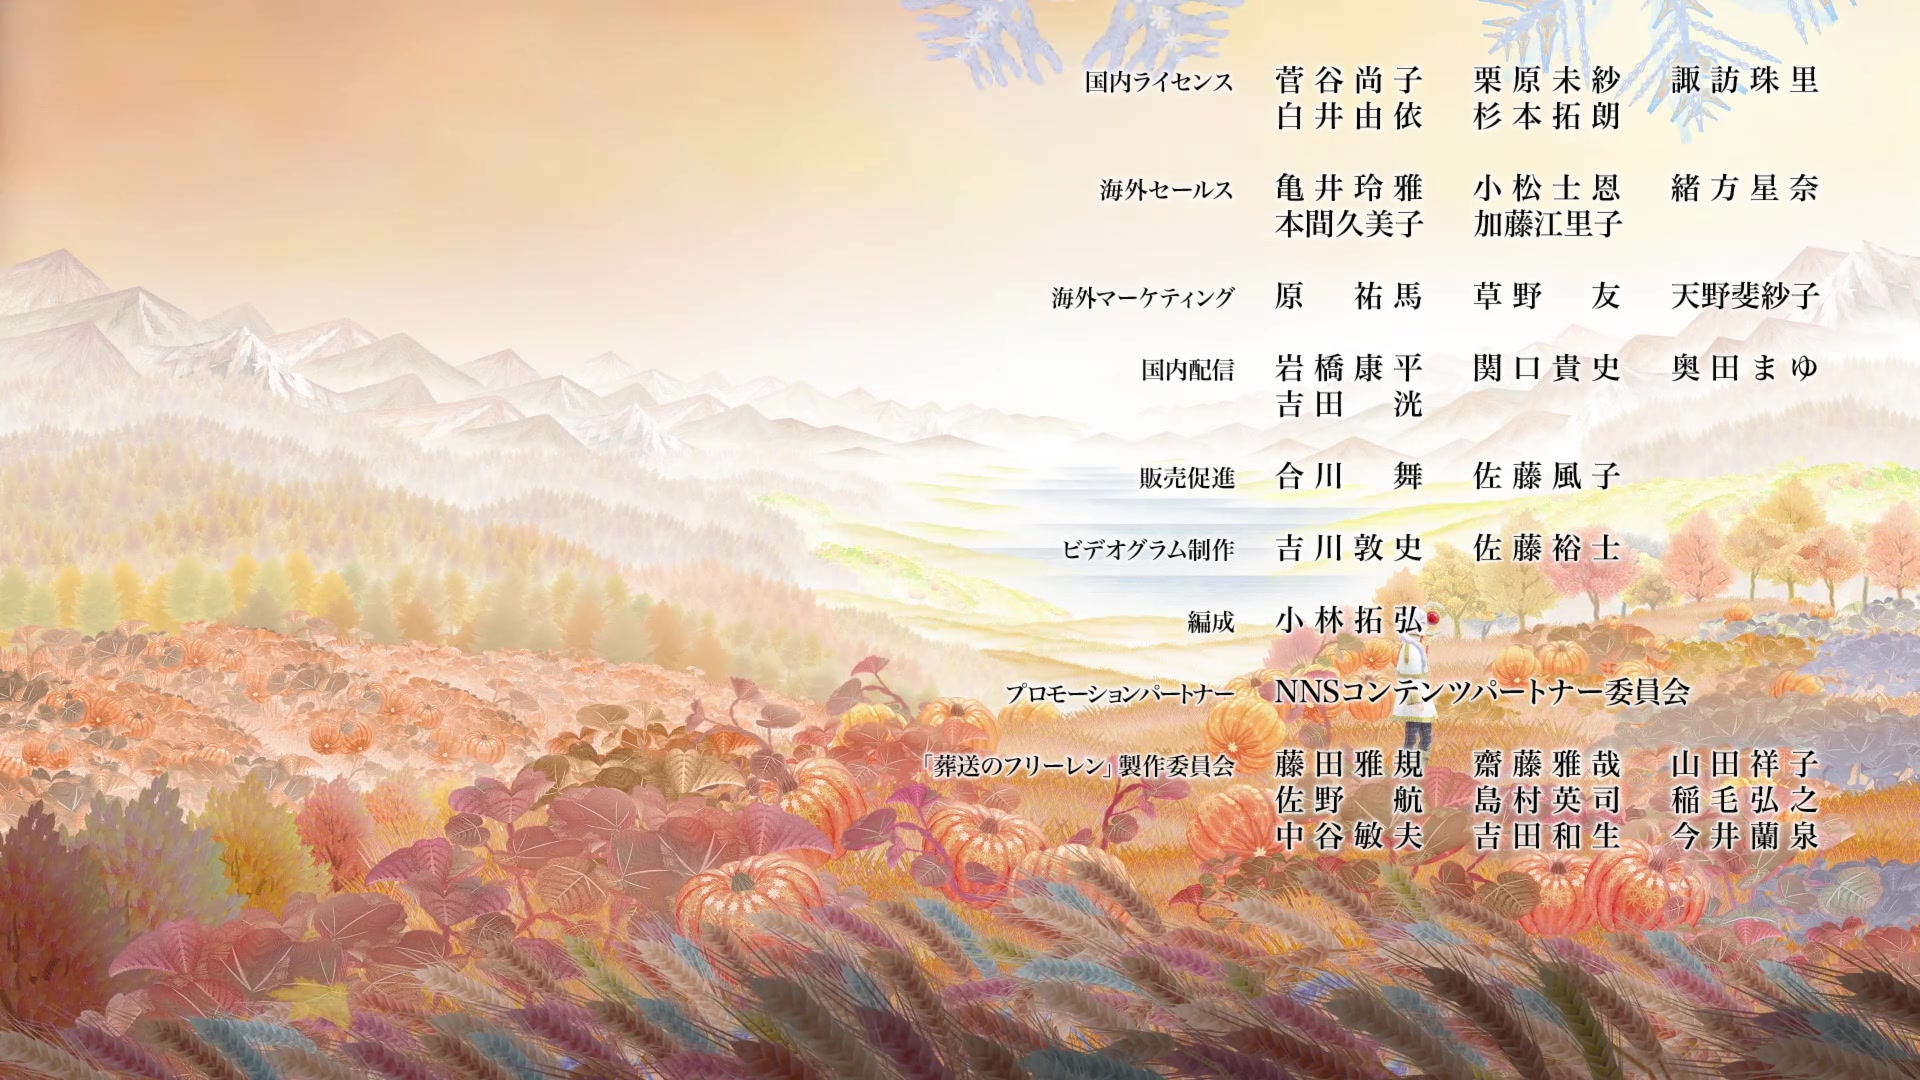 国内ライセンス 菅谷尚子 栗原未紗 諏訪珠里
白井由依 杉本拓朗
海外セールス 亀井玲雅 小松士恩 緒方星奈
本間久美子 加藤江里子
海外マーケティング 原祐馬 草野友 天野斐紗子
国内配信 岩橋康平 関口貴史 奥田まゆ
吉田洸
販売促進 合川舞 佐藤風子
ビデオグラム制作 吉川敦史 佐藤裕士
編成 小林拓弘
プロモーションパートナー NNSコンテンツパートナー委員会
「葬送のフリーレン」製作委員会 藤田雅規 齋藤雅哉 山田祥子
佐野航 島村英司 稲毛弘之
中谷敏夫 吉田和生 今井蘭泉